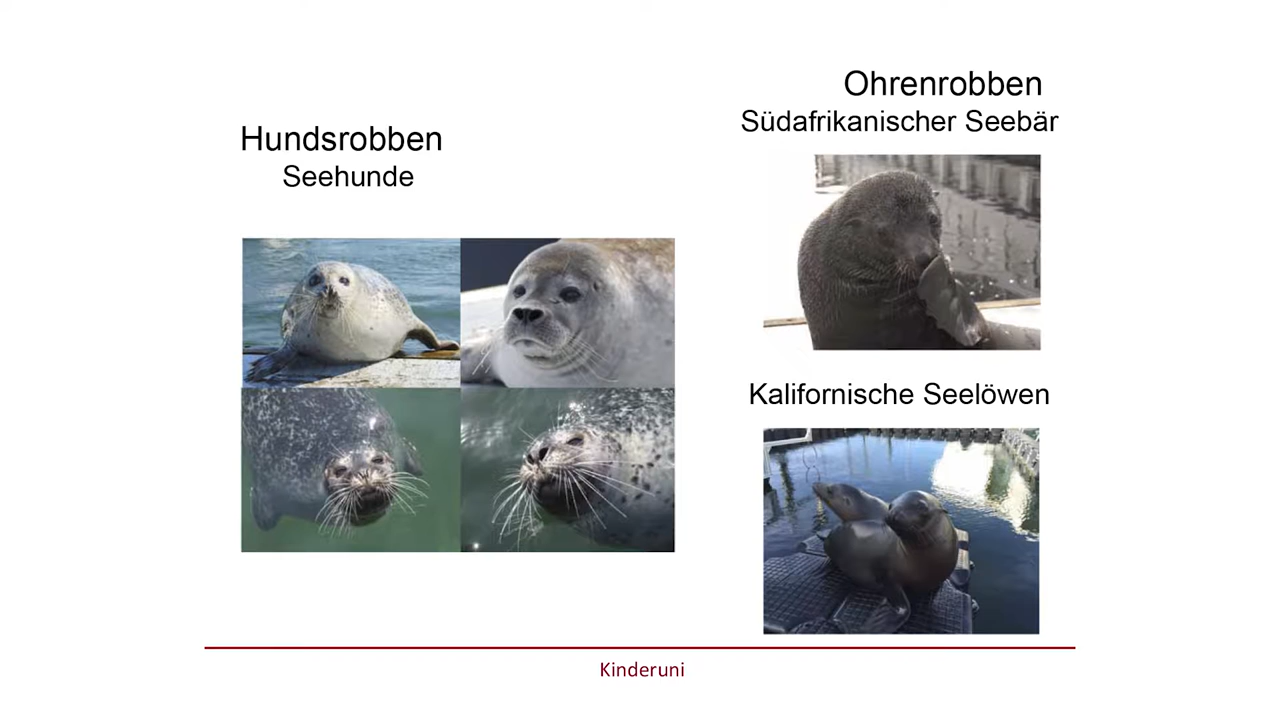 Hundsrobben
Seehunde
Ohrenrobben
Südafrikanischer Seebär
Kalifornische Seelöwen
Kinderuni